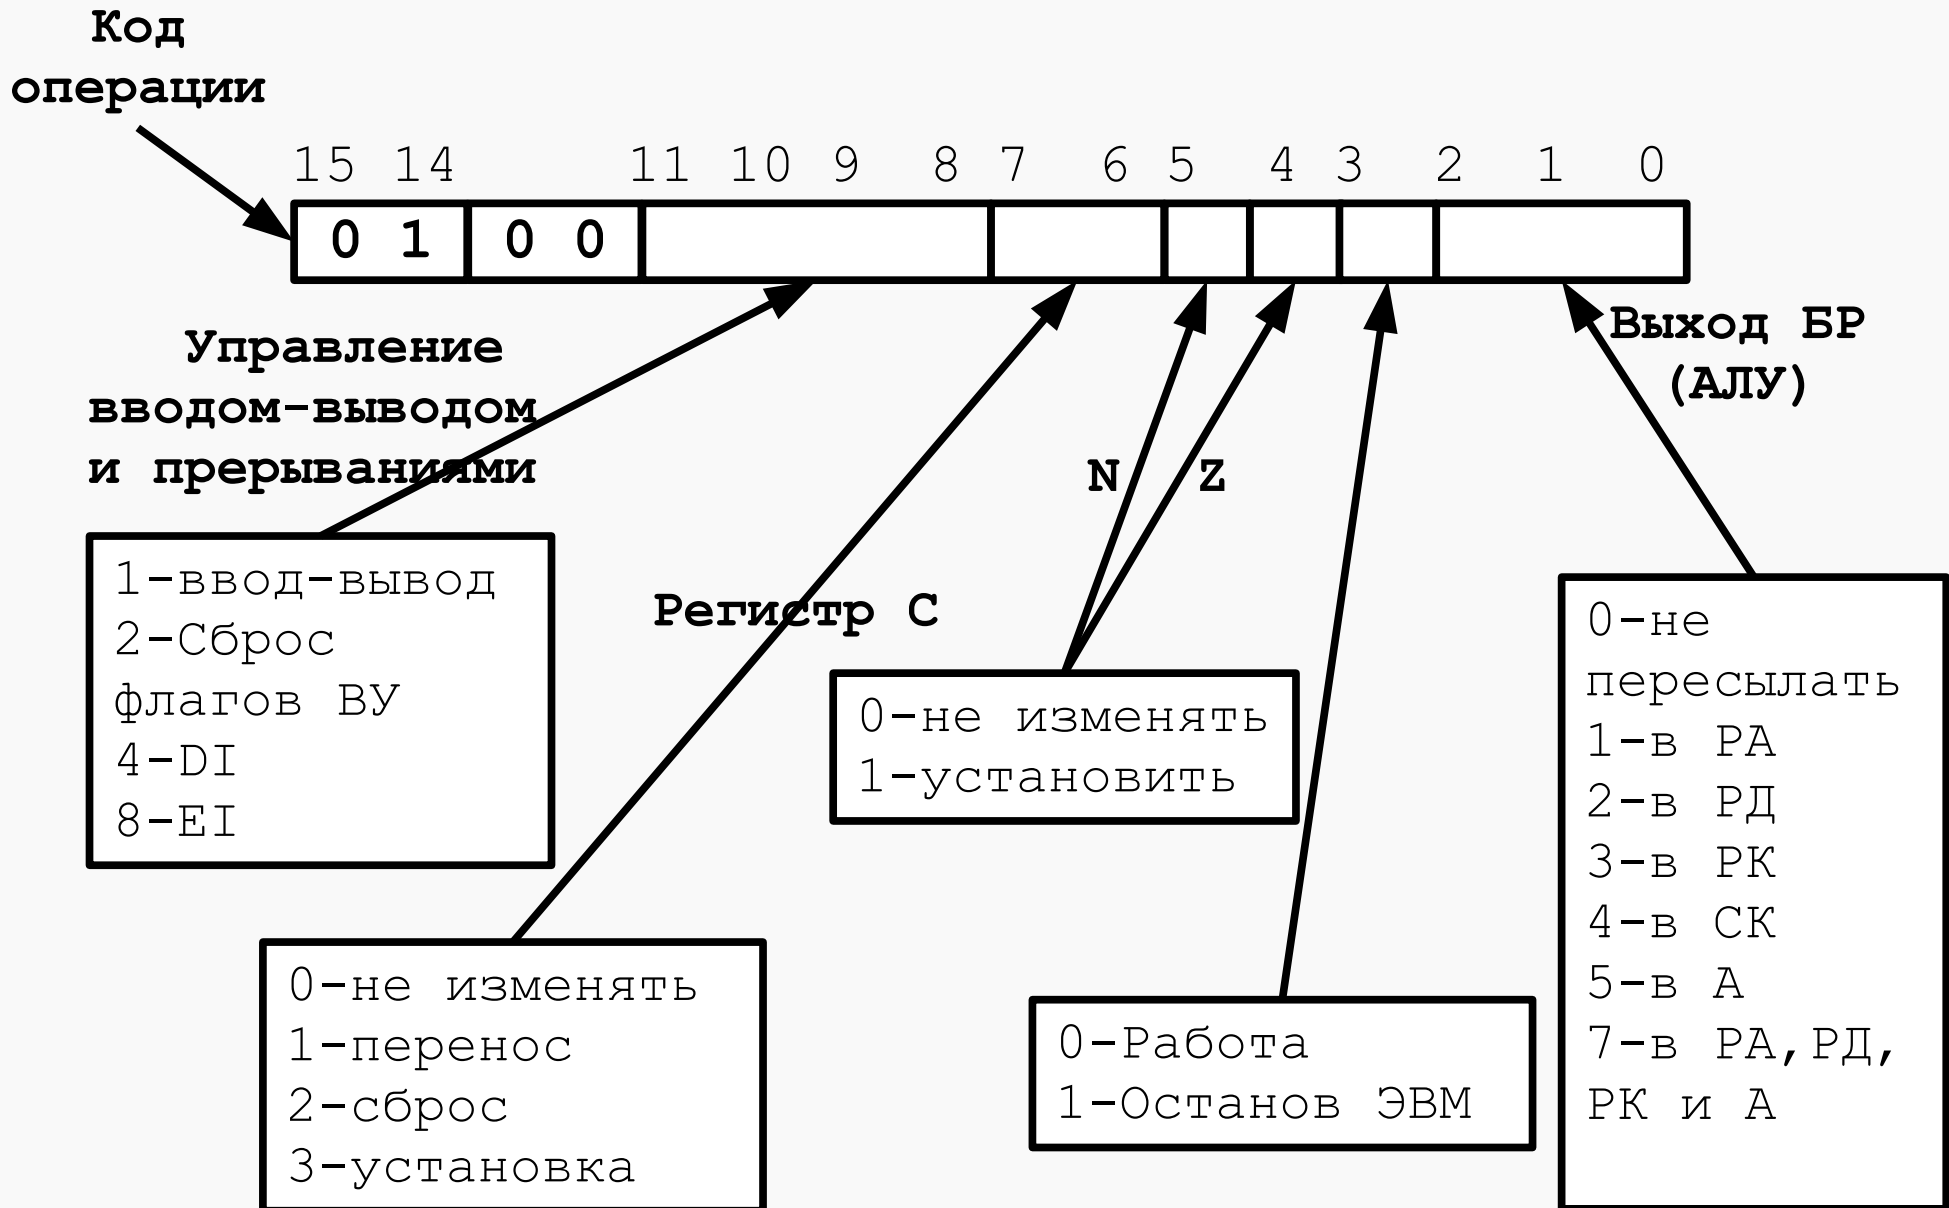 Код
операции
15 14 11 10 9 8 7 6 5 4 3 2 1 0
0 1 0 0
Управление
вводом-выводом
и прерываниями
1-ввод-вывод
2-Сброс
флагов ВУ
4-DI
8-EI
Регистр С
0-не изменять
1-перенос
2-сброс
3-установка
N Z
0-не изменять
1-установить
0-Работа
1-Останов ЭВМ
Выход БР
(АЛУ)
0-не
пересылать
1-в РА
2-в РД
3-в РК
4-в СК
5-в А
7-в РА,РД,
РК и А